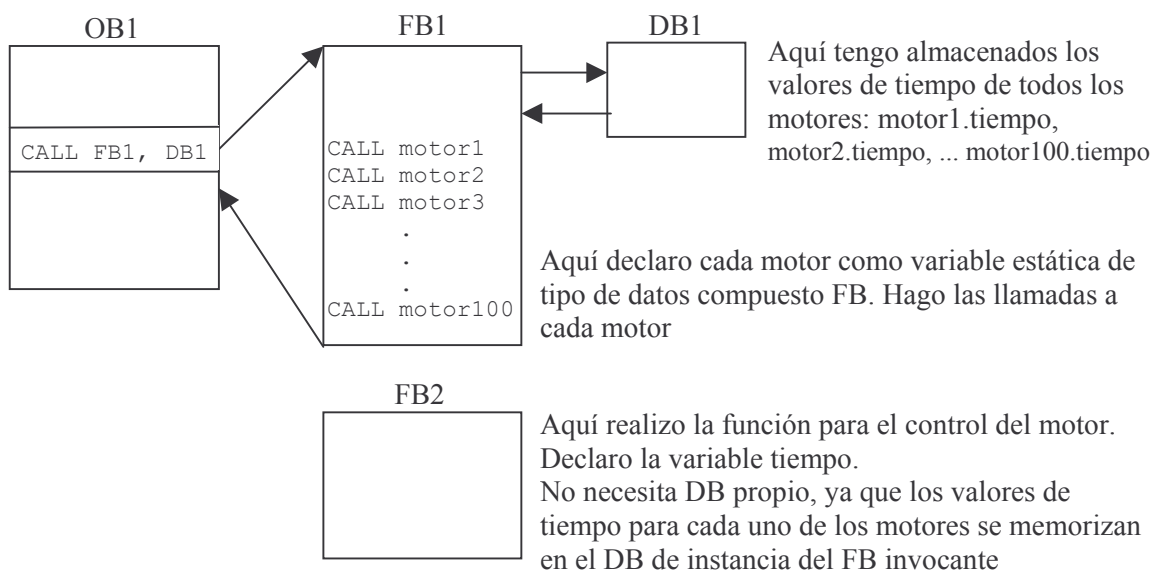 OB1
FB1
DB1
CALL FB1, DB1
CALL motor1
CALL motor2
CALL motor3
.
.
.
CALL motor100
Aquí tengo almacenados los
valores de tiempo de todos los
motores: motor1.tiempo,
motor2.tiempo, ... motor100.tiempo
Aquí declaro cada motor como variable estática de
tipo de datos compuesto FB. Hago las llamadas a
cada motor
FB2
Aquí realizo la función para el control del motor.
Declaro la variable tiempo.
No necesita DB propio, ya que los valores de
tiempo para cada uno de los motores se memorizan
en el DB de instancia del FB invocante